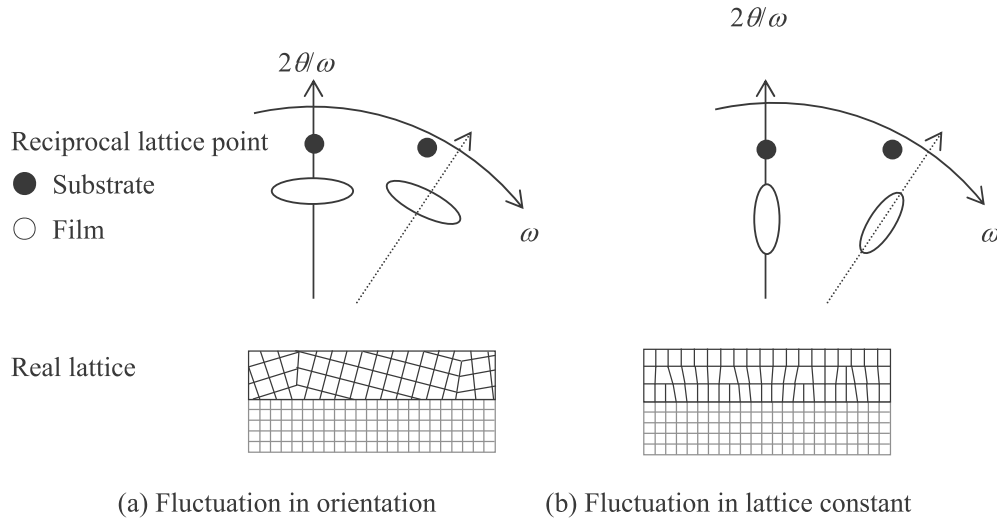 2θ/ω
2θ/ω
Reciprocal lattice point
Substrate
Film
ω
ω
Real lattice
(a) Fluctuation in orientation
(b) Fluctuation in lattice constant